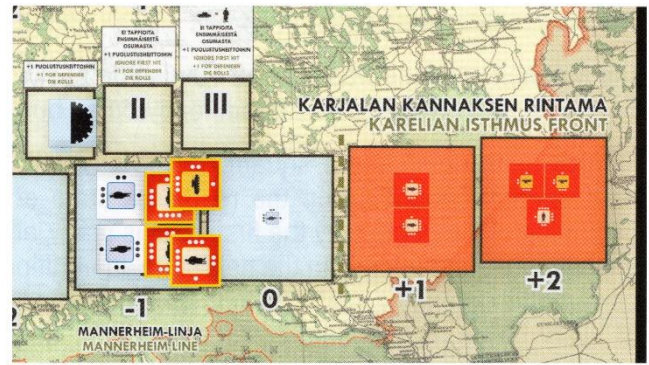 +1 PUOLUSTUSHEITTOIHIN
+1 FOR DEFENDER
DIE ROLLS
EI TAPPIOITA
ENSIMMÄISESTÄ
OSUMASTA
+1 PUOLUSTUSHEITTOIHIN
IGNORE FIRST HIT
+1 FOR DEFENDER
DIE ROLLS
II
EI TAPPIOITA
ENSIMMÄISESTÄ
OSUMASTA
+1 PUOLUSTUSHEITTOIHIN
IGNORE FIRST HIT
+1 FOR DEFENDER
DIE ROLLS
III
KARJALAN KANNAKSEN RINTAMA
KARELIAN ISTHMUS FRONT
-1
0
+1
+2
MANNERHEIM-LINJA
MANNERHEIM LINE